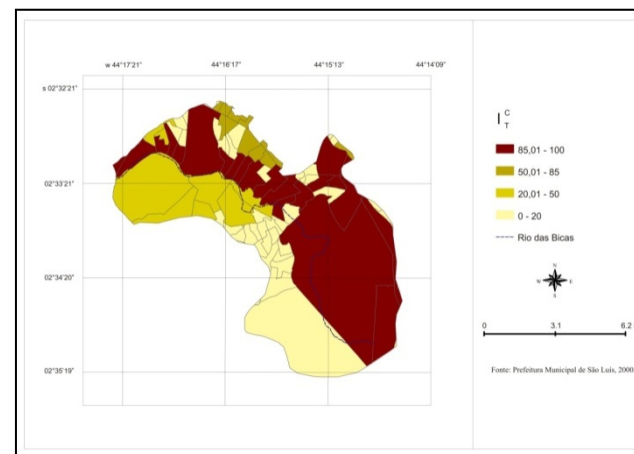 w 44°17'21 44°16'17 44°15'13 44°14'09
s 02°32'21
02°33'21
02°34'20
02°35'19
C
T
85,01 - 100
50,01 - 85
20,01 - 50
0 - 20
Rio das Bicas
N
W E
S
0 3.1 6.2
Fonte: Prefeitura Municipal de São Luís, 2000